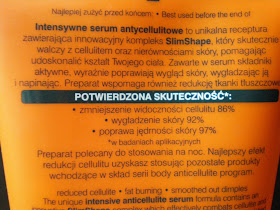 Najlepiej zużyć przed końcem: • Best used before the end of
Intensywne serum antycellulitowe to unikalna receptura
zawierająca innowacyjny kompleks SlimShape, który skutecznie
walczy z cellulitem oraz nierównościami skóry, pomagając
udoskonalić kształt Twojego ciała. Zawarte w serum składniki
aktywne, wyraźnie poprawiają wygląd skóry, wygładzając ją
i napinając. Preparat wspomaga również redukcję tkanki tłuszczowej.
POTWIERDZONA SKUTECZNOŚĆ*:
• zmniejszenie widoczności cellulitu 86%
• wygładzenie skóry 92%
• poprawa jędrności skóry 97%
*w badaniach aplikacyjnych
Preparat polecany do stosowania na noc. Najlepszy efekt
redukcji cellulitu uzyskasz stosując pozostałe produkty
wchodzące w skład serii body anticellulite program.
reduced cellulite • fat burning • smoothed out dimples
The unique intensive anticellulite serum formula contains an